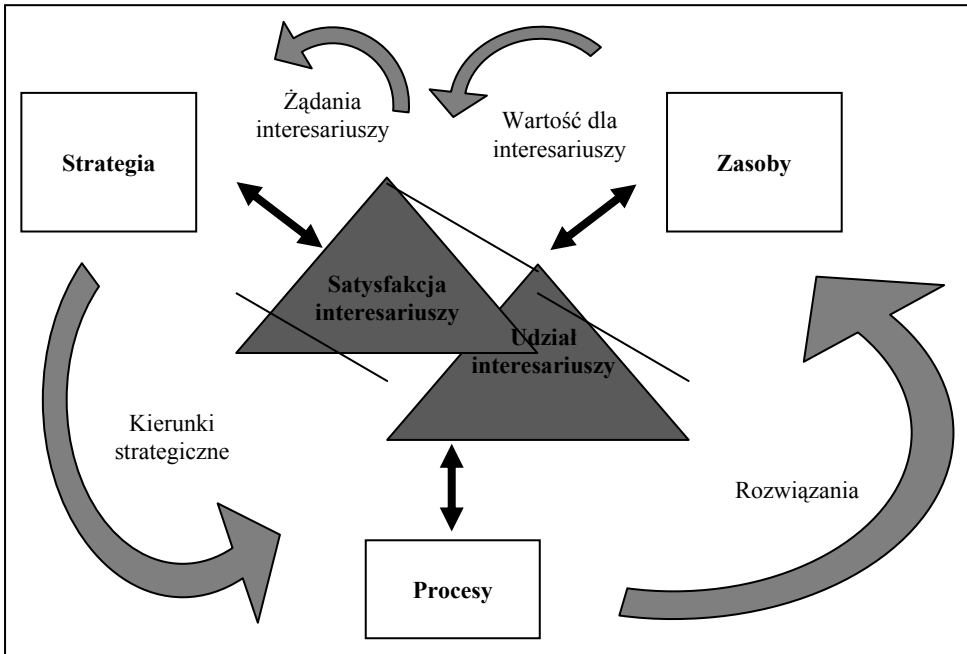 Żądania
interesariuszy
Wartość dla
interesariuszy
Strategia
Zasoby
Satysfakcja
interesariuszy
Udział
interesariuszy
Kierunki
strategiczne
Rozwiązania
Procesy